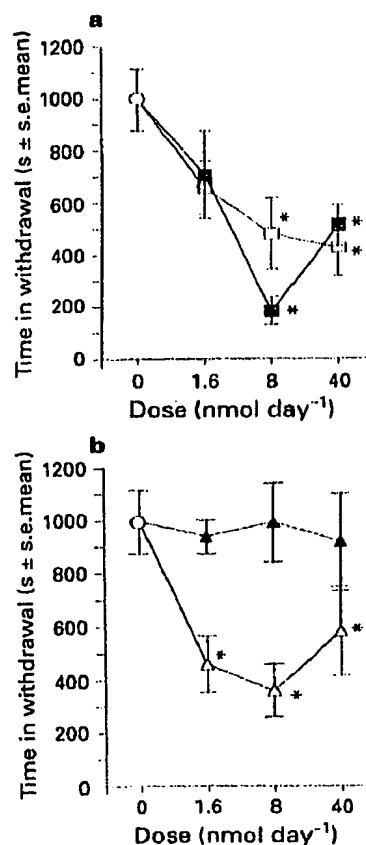 a
Time in withdrawal (s ± s.e.mean)
1200
1000
800
600
400
200
0
*
*
*
*
0 1.6 8 40
Dose (nmol day⁻¹)
b
Time in withdrawal (s ± s.e.mean)
1200
1000
800
600
400
200
0
*
*
*
0 1.6 8 40
Dose (nmol day⁻¹)